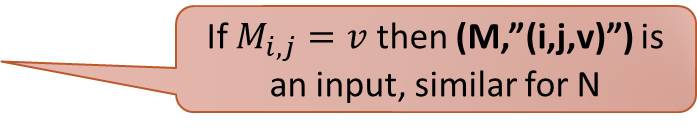 If $M_{i,j} = v$ then (M,”(i,j,v)”) is
an input, similar for N